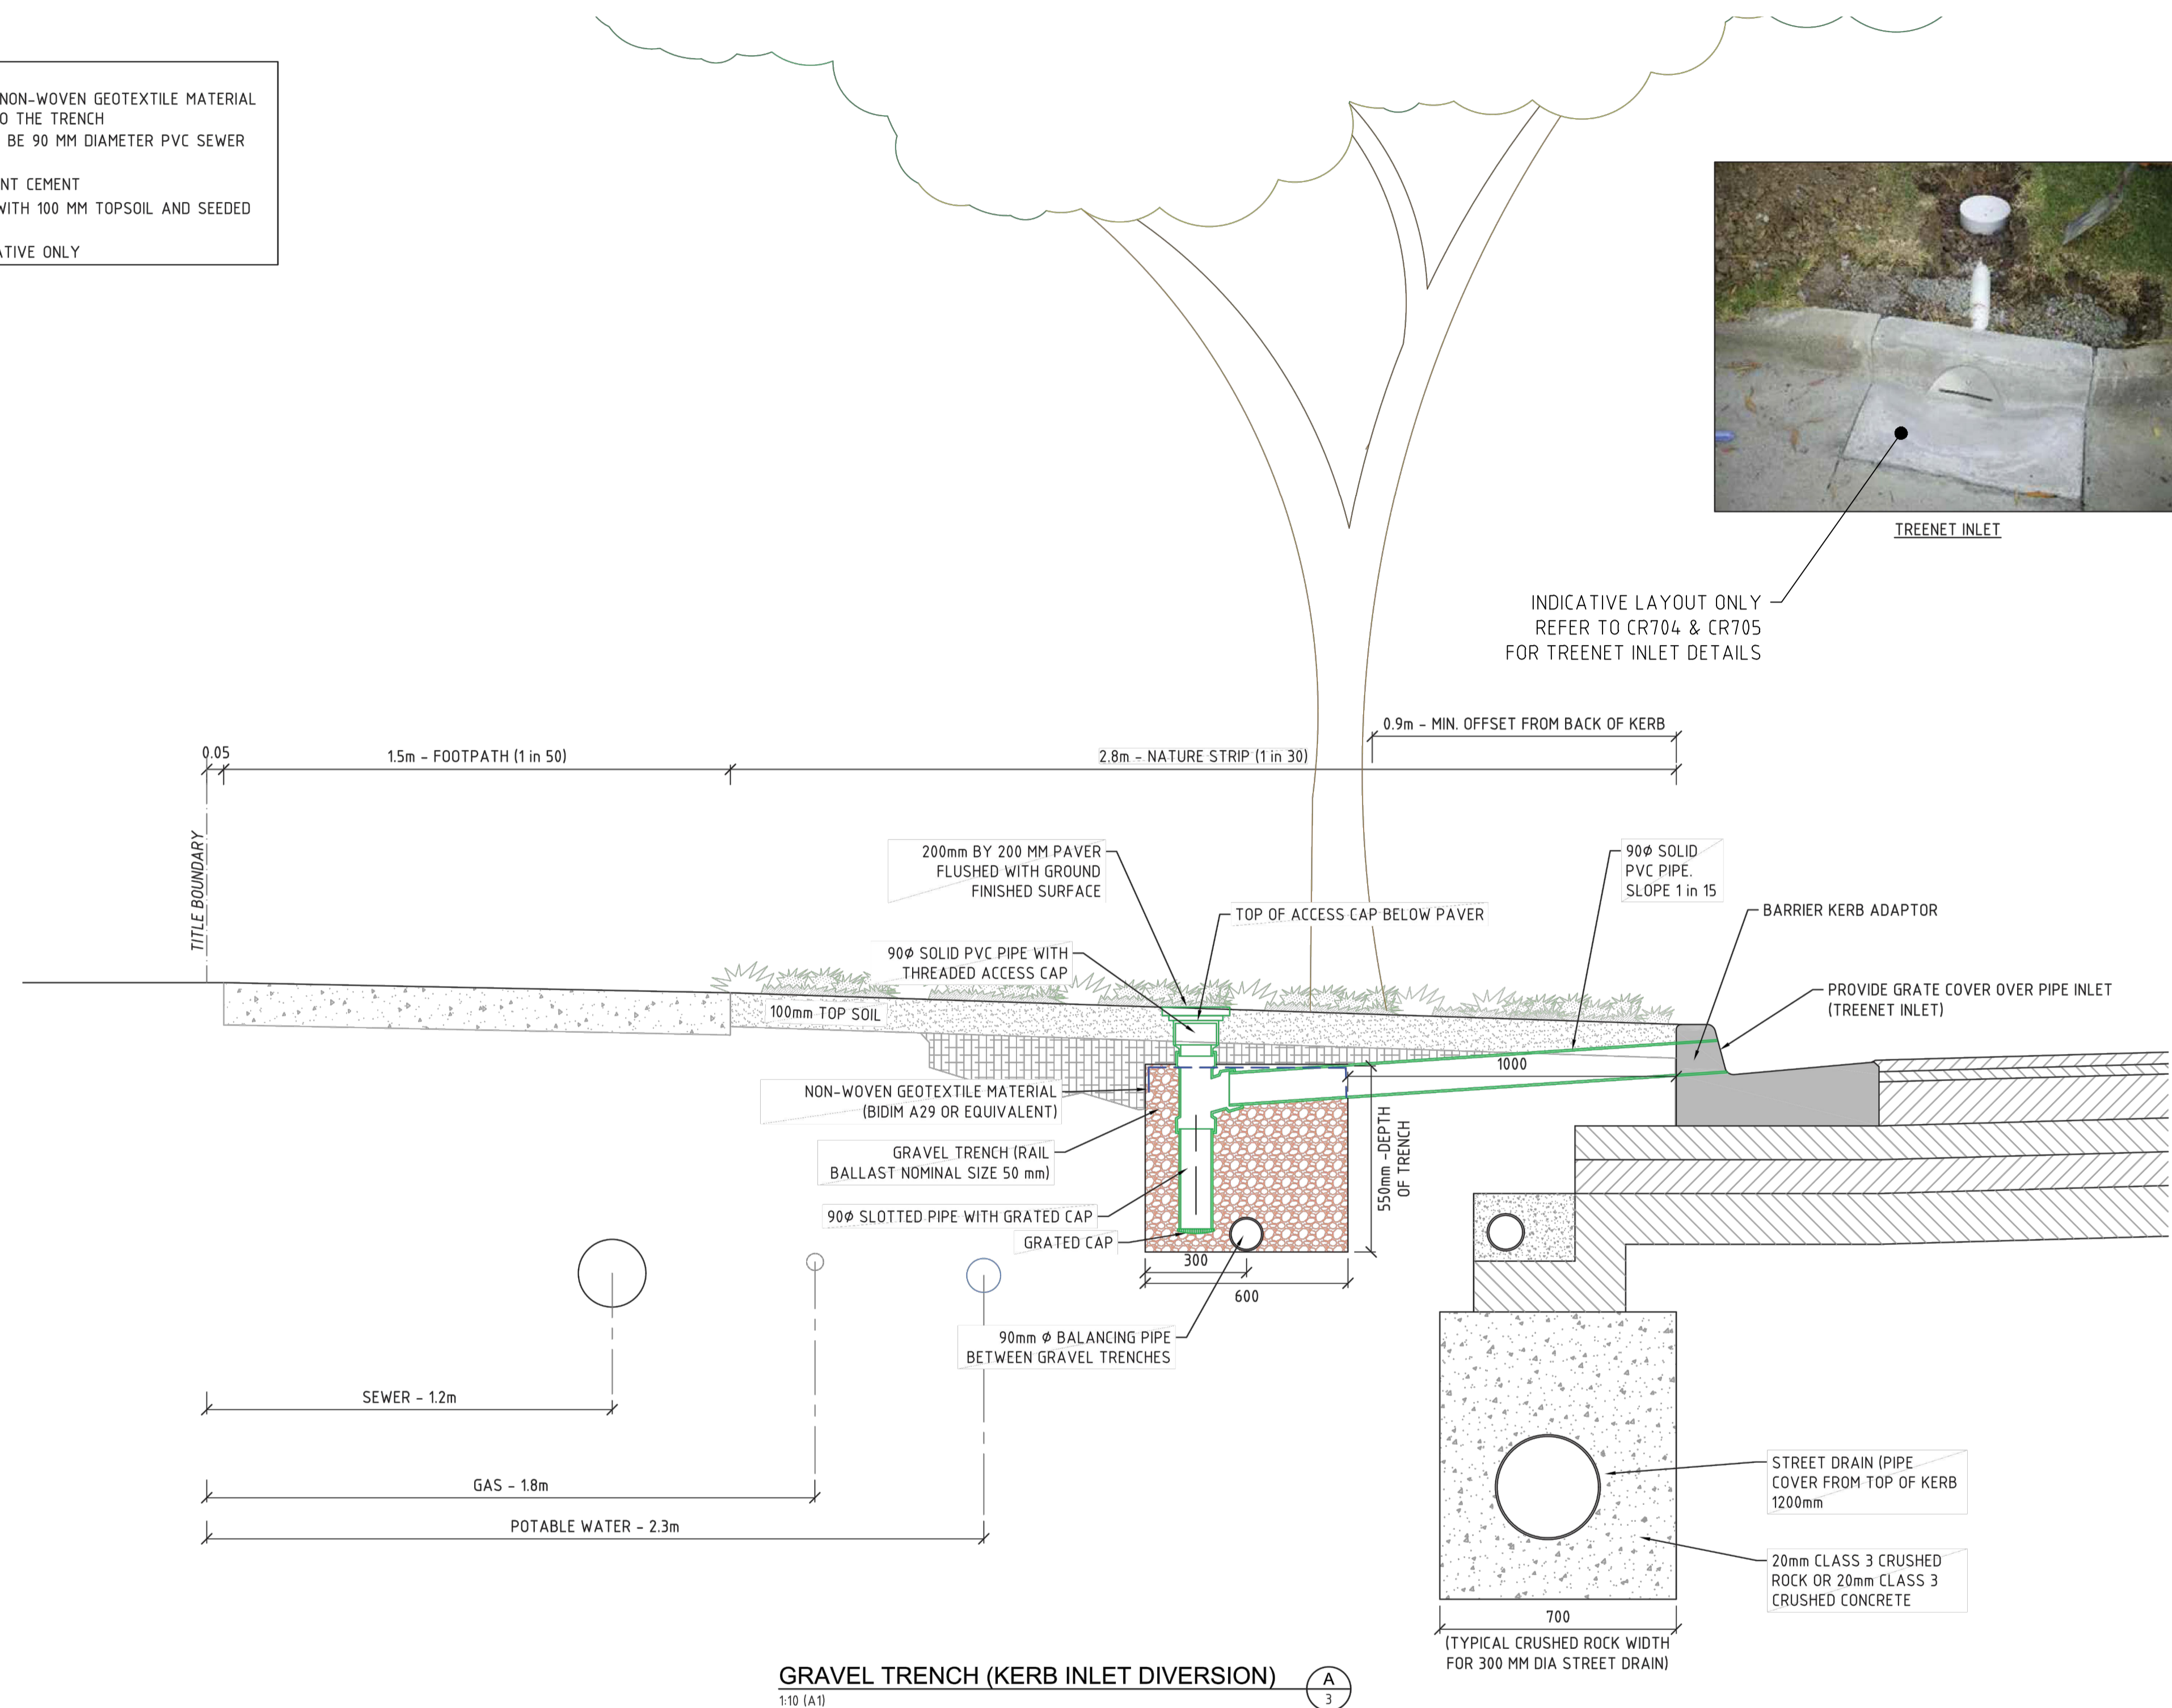 NON-WOVEN GEOTEXTILE MATERIAL
O THE TRENCH
BE 90 MM DIAMETER PVC SEWER
NT CEMENT
WITH 100 MM TOPSOIL AND SEEDED
ATIVE ONLY
TREENET INLET
INDICATIVE LAYOUT ONLY
REFER TO CR704 & CR705
FOR TREENET INLET DETAILS
0.9m - MIN. OFFSET FROM BACK OF KERB
0.05
1.5m - FOOTPATH (1 in 50)
2.8m - NATURE STRIP (1 in 30)
TITLE BOUNDARY
200mm BY 200 MM PAVER
FLUSHED WITH GROUND
FINISHED SURFACE
90Ø SOLID
PVC PIPE.
SLOPE 1 in 15
TOP OF ACCESS CAP BELOW PAVER
BARRIER KERB ADAPTOR
90Ø SOLID PVC PIPE WITH
THREADED ACCESS CAP
PROVIDE GRATE COVER OVER PIPE INLET
(TREENET INLET)
100mm TOP SOIL
1000
NON-WOVEN GEOTEXTILE MATERIAL
(BIDIM A29 OR EQUIVALENT)
550mm -DEPTH
OF TRENCH
GRAVEL TRENCH (RAIL
BALLAST NOMINAL SIZE 50 mm)
90Ø SLOTTED PIPE WITH GRATED CAP
GRATED CAP
300
600
90mm Ø BALANCING PIPE
BETWEEN GRAVEL TRENCHES
SEWER - 1.2m
GAS - 1.8m
POTABLE WATER - 2.3m
STREET DRAIN (PIPE
COVER FROM TOP OF KERB
1200mm
20mm CLASS 3 CRUSHED
ROCK OR 20mm CLASS 3
CRUSHED CONCRETE
700
(TYPICAL CRUSHED ROCK WIDTH
FOR 300 MM DIA STREET DRAIN)
GRAVEL TRENCH (KERB INLET DIVERSION)
1:10 (A1)
A
3